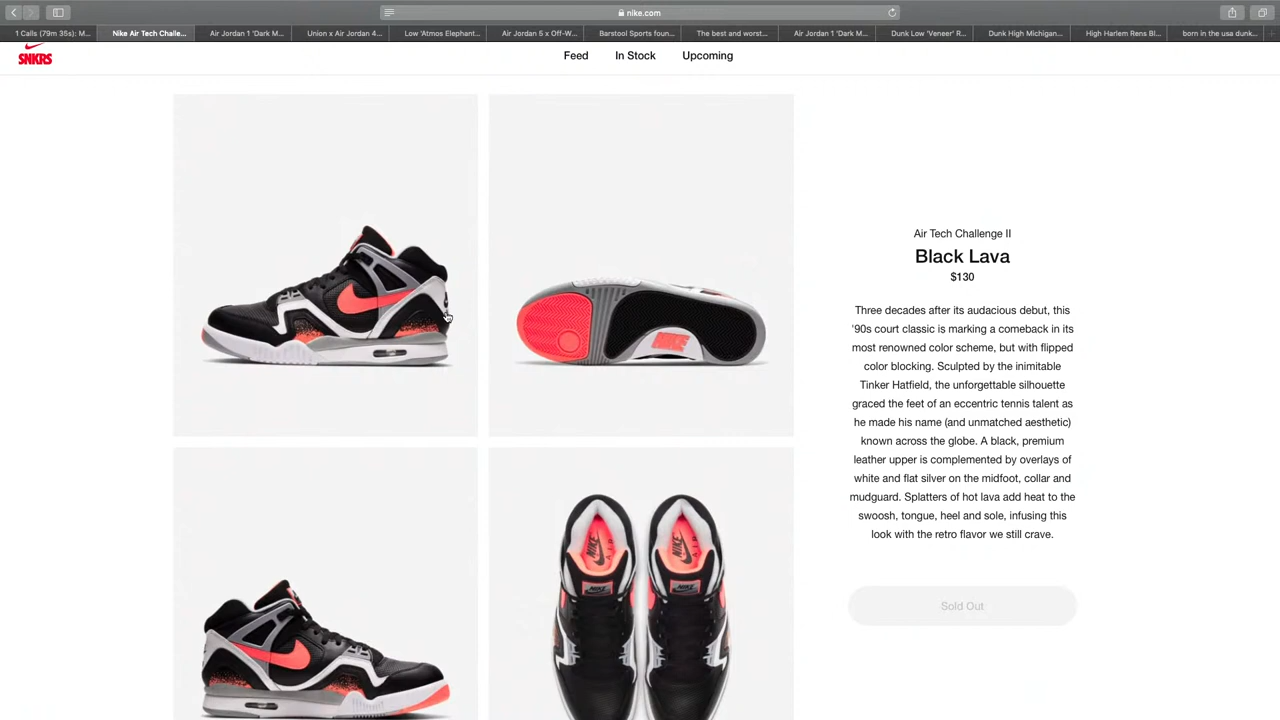 nike.com
1 Calls (79m 35s): M...
Nike Air Tech Challe...
Air Jordan 1 'Dark M...
Union x Air Jordan 4...
Low 'Atmos Elephant...
Air Jordan 5 x Off-W...
Barstool Sports foun...
The best and worst...
Air Jordan 1 'Dark M...
Dunk Low 'Veneer' R...
Dunk High Michigan...
High Harlem Rens Bl...
born in the usa dunk...
SNKRS
Feed
In Stock
Upcoming
Air Tech Challenge II
Black Lava
$130
Three decades after its audacious debut, this
'90s court classic is marking a comeback in its
most renowned color scheme, but with flipped
color blocking. Sculpted by the inimitable
Tinker Hatfield, the unforgettable silhouette
graced the feet of an eccentric tennis talent as
he made his name (and unmatched aesthetic)
known across the globe. A black, premium
leather upper is complemented by overlays of
white and flat silver on the midfoot, collar and
mudguard. Splatters of hot lava add heat to the
swoosh, tongue, heel and sole, infusing this
look with the retro flavor we still crave.
Sold Out
NIKE
NIKE
AIR
NIKE
AIR
NIKE
NIKE